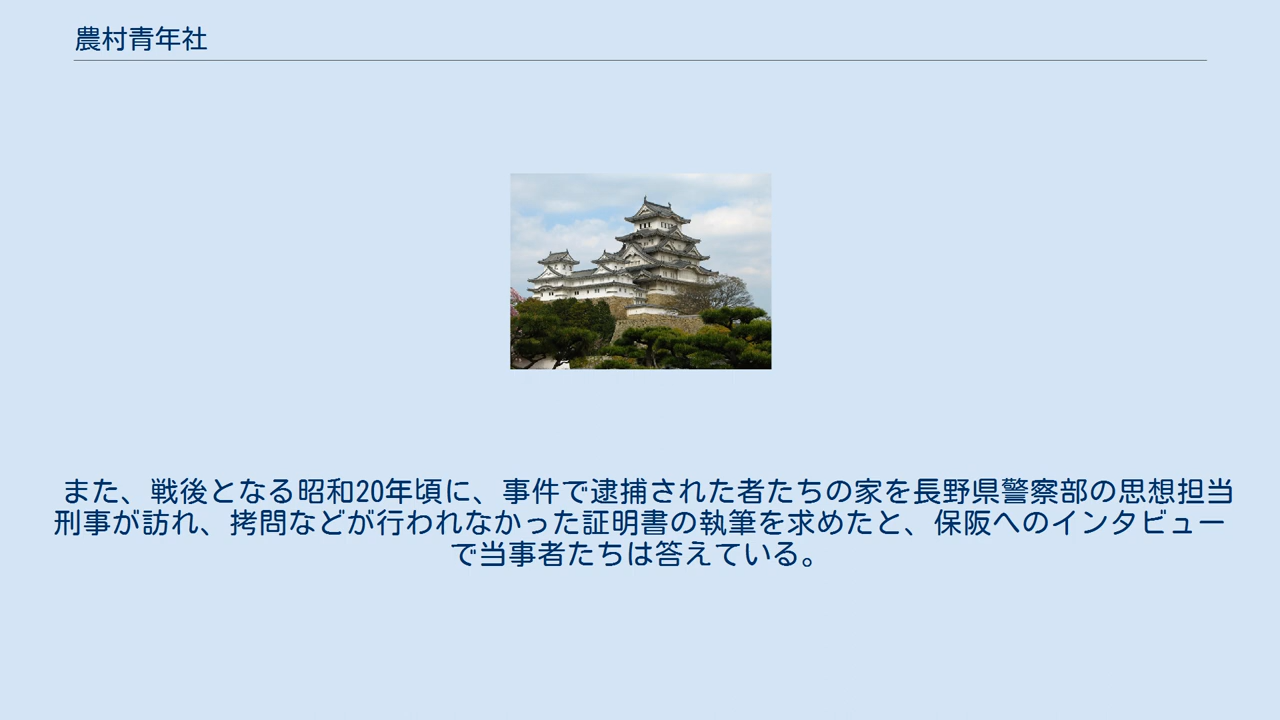 農村青年社
また、戦後となる昭和20年頃に、事件で逮捕された者たちの家を長野県警察部の思想担当
刑事が訪れ、拷問などが行われなかった証明書の執筆を求めたと、保阪へのインタビュー
で当事者たちは答えている。